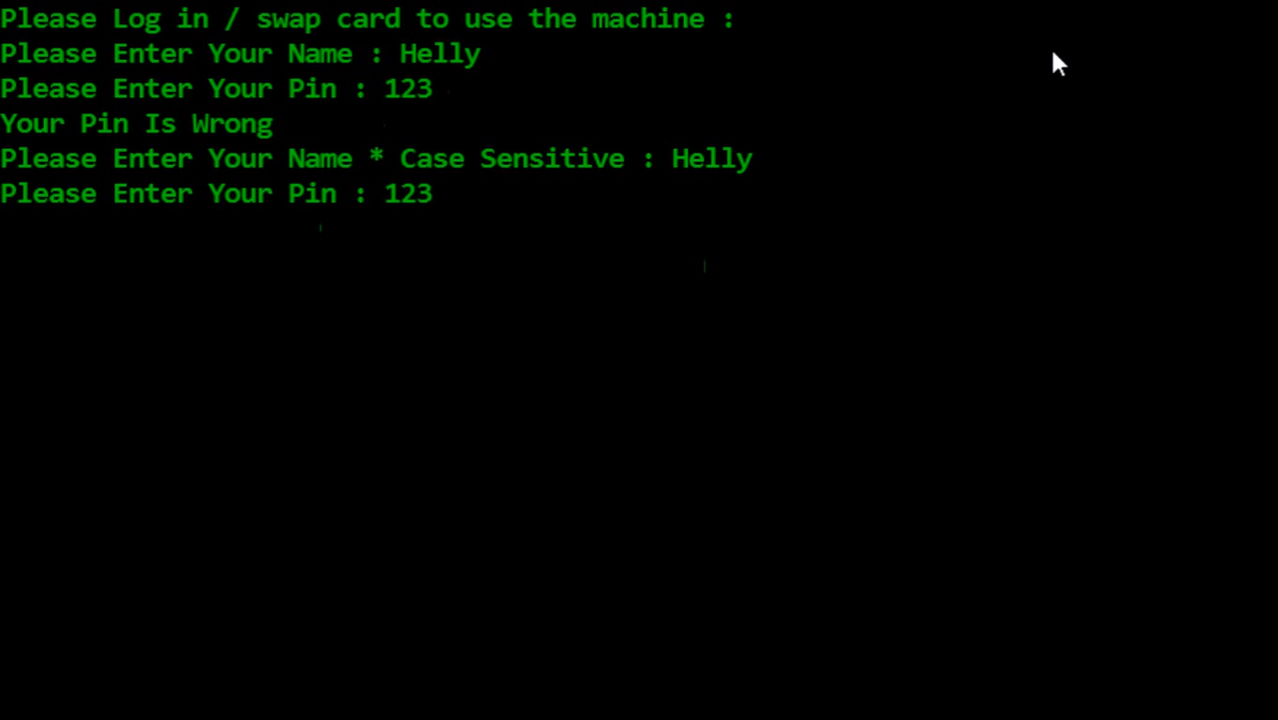 Please Log in / swap card to use the machine :
Please Enter Your Name : Helly
Please Enter Your Pin : 123
Your Pin Is Wrong
Please Enter Your Name * Case Sensitive : Helly
Please Enter Your Pin : 123